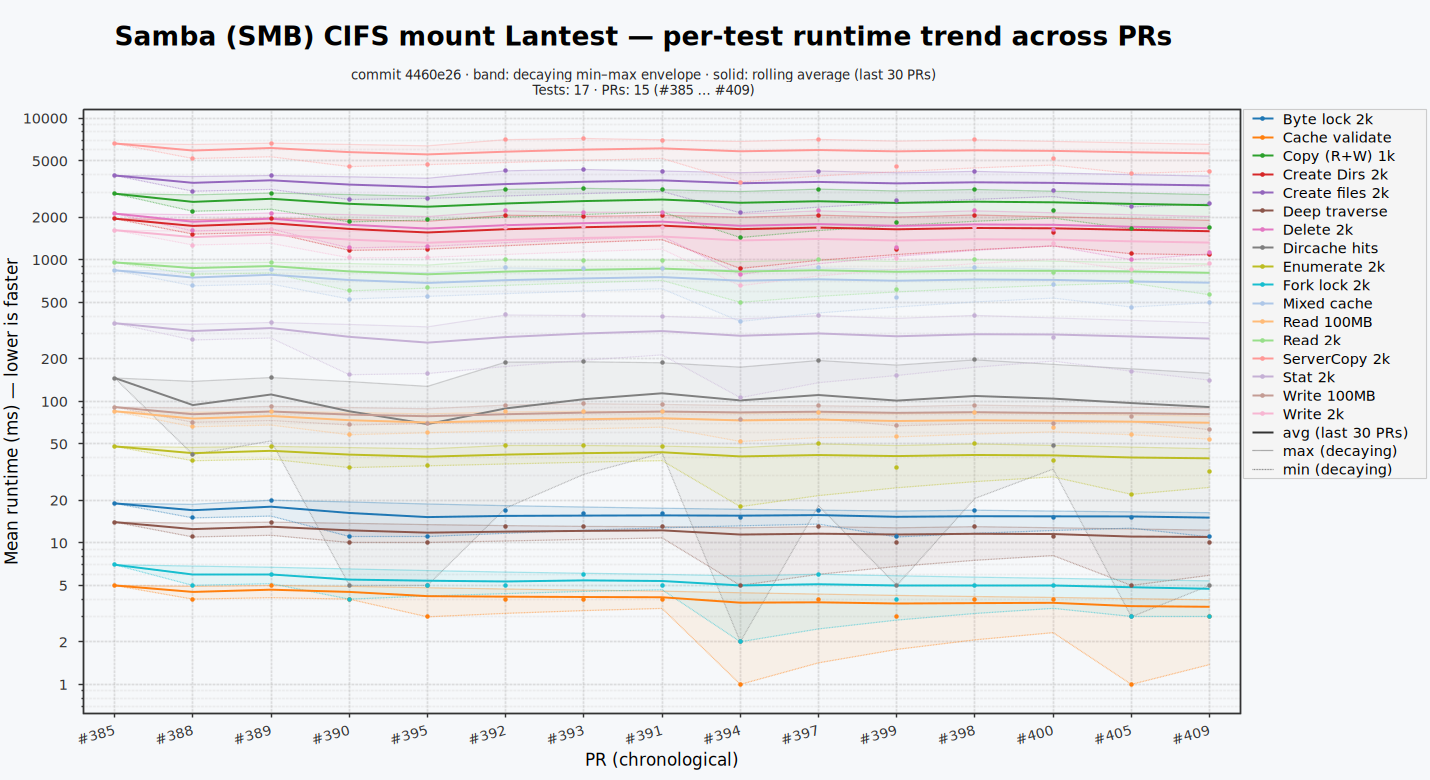 Samba (SMB) CIFS mount Lantest — per-test runtime trend across PRs
commit 4460e26 · band: decaying min–max envelope · solid: rolling average (last 30 PRs)
Tests: 17 · PRs: 15 (#385 … #409)
Mean runtime (ms) — lower is faster
10000
5000
2000
1000
500
200
100
50
20
10
5
2
1
#385
#388
#389
#390
#395
#392
#393
#391
#394
#397
#399
#398
#400
#405
#409
PR (chronological)
Byte lock 2k
Cache validate
Copy (R+W) 1k
Create Dirs 2k
Create files 2k
Deep traverse
Delete 2k
Dircache hits
Enumerate 2k
Fork lock 2k
Mixed cache
Read 100MB
Read 2k
ServerCopy 2k
Stat 2k
Write 100MB
Write 2k
avg (last 30 PRs)
max (decaying)
min (decaying)